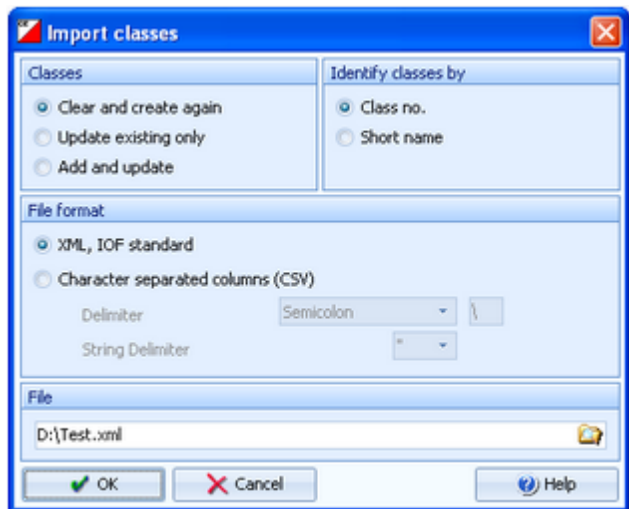 Import classes
Classes
Identify classes by
Clear and create again
Class no.
Update existing only
Short name
Add and update
File format
XML, IOF standard
Character separated columns (CSV)
Delimiter Semicolon \
String Delimiter "
File
D:\Test.xml
OK Cancel Help